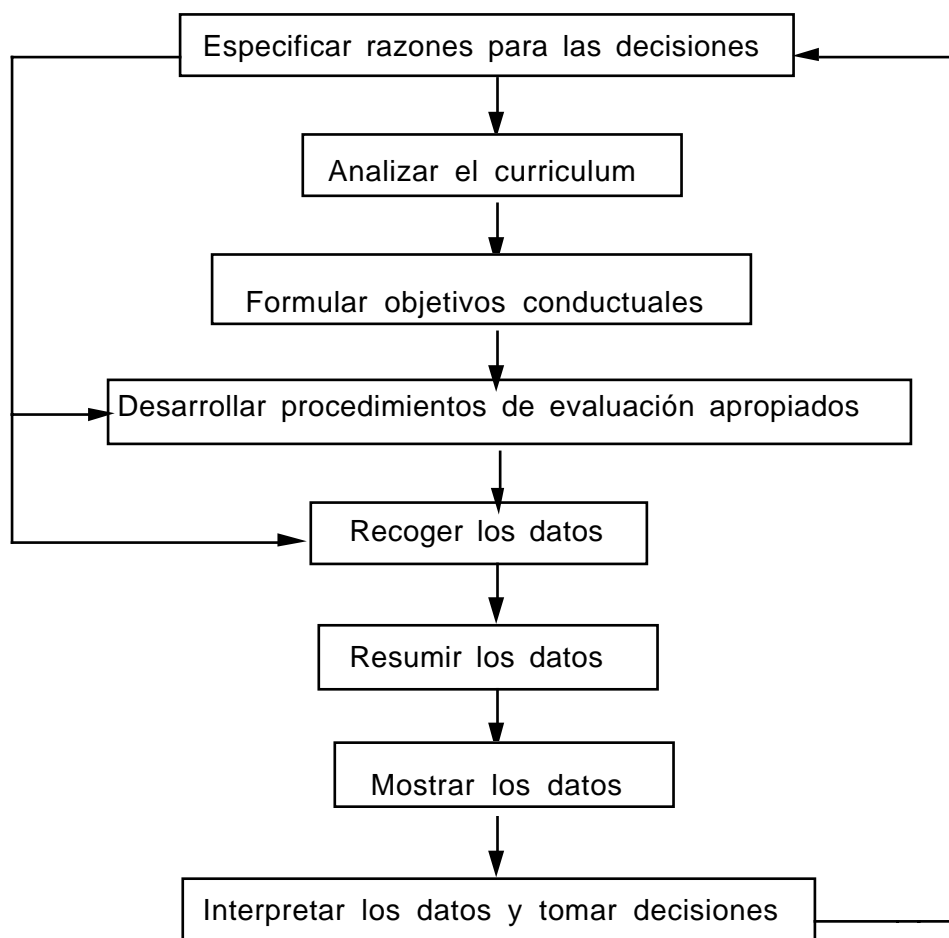 Especificar razones para las decisiones
Analizar el curriculum
Formular objetivos conductuales
Desarrollar procedimientos de evaluación apropiados
Recoger los datos
Resumir los datos
Mostrar los datos
Interpretar los datos y tomar decisiones